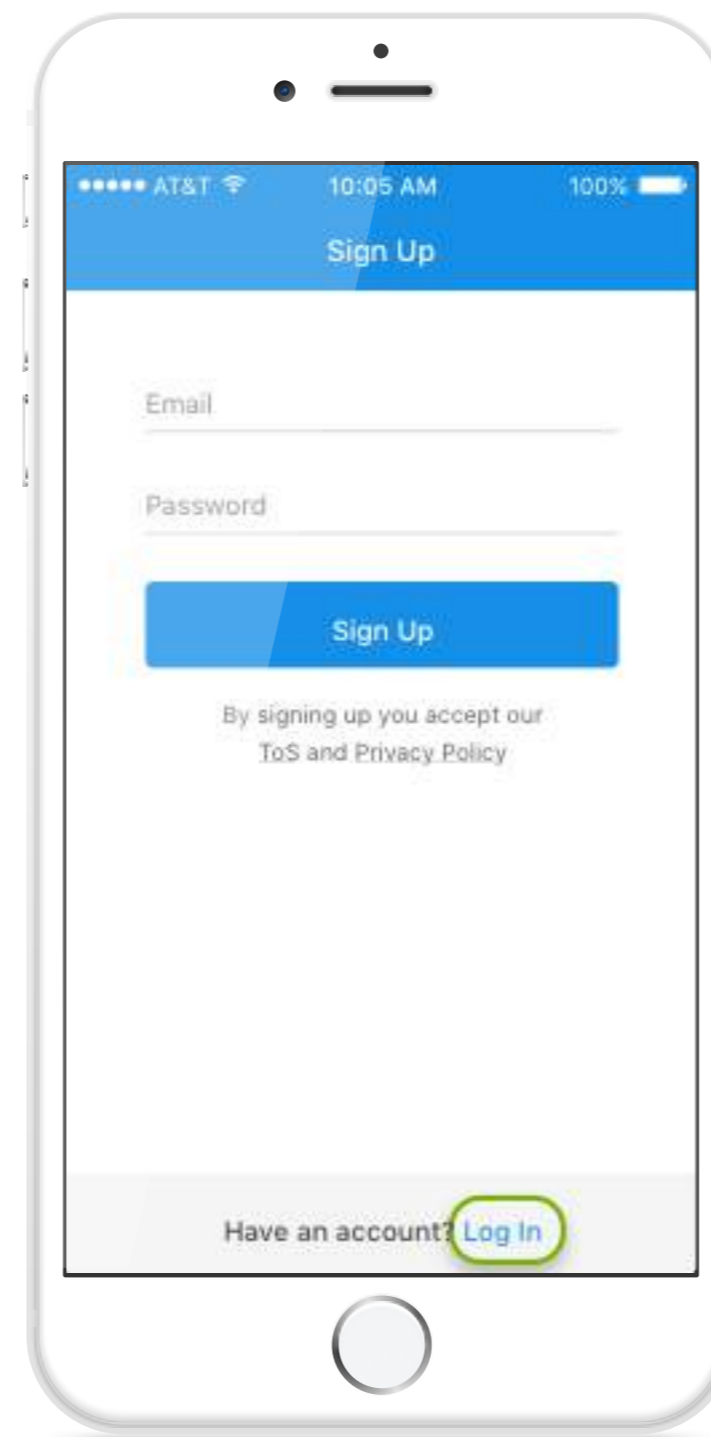 AT&T 10:05 AM 100%
Sign Up
Email
Password
Sign Up
By signing up you accept our
ToS and Privacy Policy
Have an account? Log In